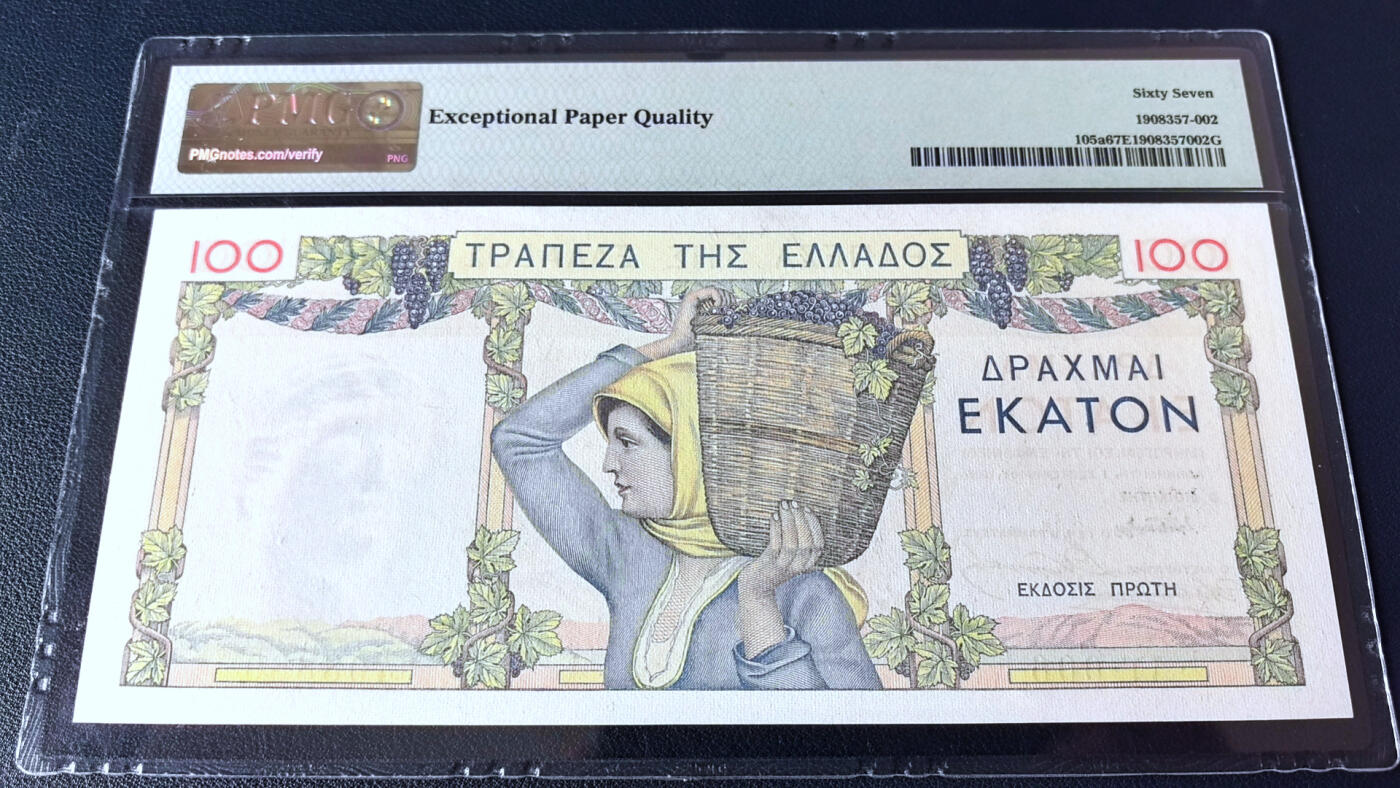 PMG
PMGnotes.com/verify
PNG
Exceptional Paper Quality
Sixty Seven
1908357-002
105a67E1908357002G
100
ΤΡΑΠΕΖΑ ΤΗΣ ΕΛΛΑΔΟΣ
100
ΔΡΑΧΜΑΙ
ΕΚΑΤΟΝ
ΕΚΔΟΣΙΣ ΠΡΩΤΗ